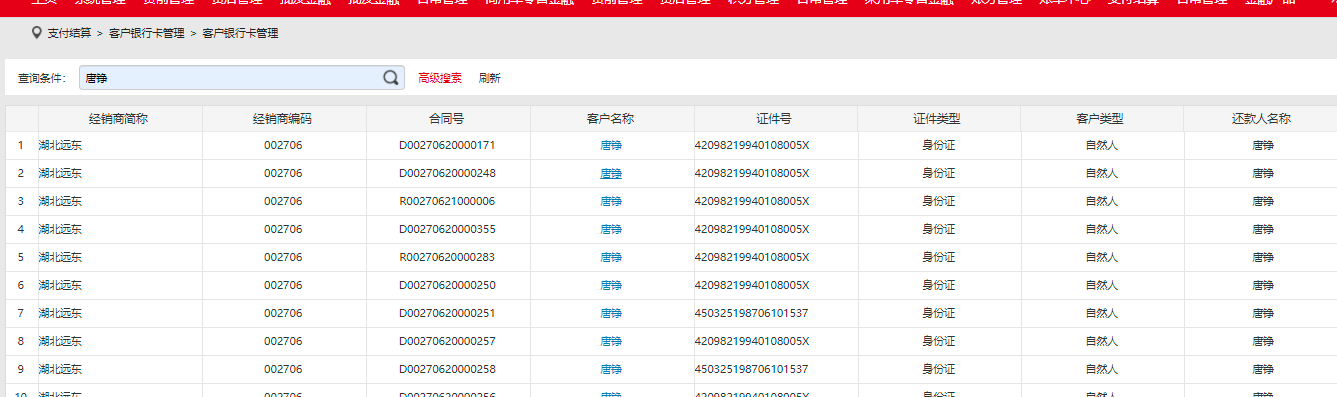 支付结算 > 客户银行卡管理 > 客户银行卡管理
查询条件： 唐铮 高级搜索 刷新
经销商简称 经销商编码 合同号 客户名称 证件号 证件类型 客户类型 还款人名称
1 湖北远东 002706 D00270620000171 唐铮 42098219940108005X 身份证 自然人 唐铮
2 湖北远东 002706 D00270620000248 唐铮 42098219940108005X 身份证 自然人 唐铮
3 湖北远东 002706 R00270621000006 唐铮 42098219940108005X 身份证 自然人 唐铮
4 湖北远东 002706 D00270620000355 唐铮 42098219940108005X 身份证 自然人 唐铮
5 湖北远东 002706 R00270620000283 唐铮 42098219940108005X 身份证 自然人 唐铮
6 湖北远东 002706 D00270620000250 唐铮 42098219940108005X 身份证 自然人 唐铮
7 湖北远东 002706 D00270620000251 唐铮 450325198706101537 身份证 自然人 唐铮
8 湖北远东 002706 D00270620000257 唐铮 42098219940108005X 身份证 自然人 唐铮
9 湖北远东 002706 D00270620000258 唐铮 450325198706101537 身份证 自然人 唐铮
10 湖北远东 002706 D00270620000256 唐铮 42098219940108005X 身份证 自然人 唐铮